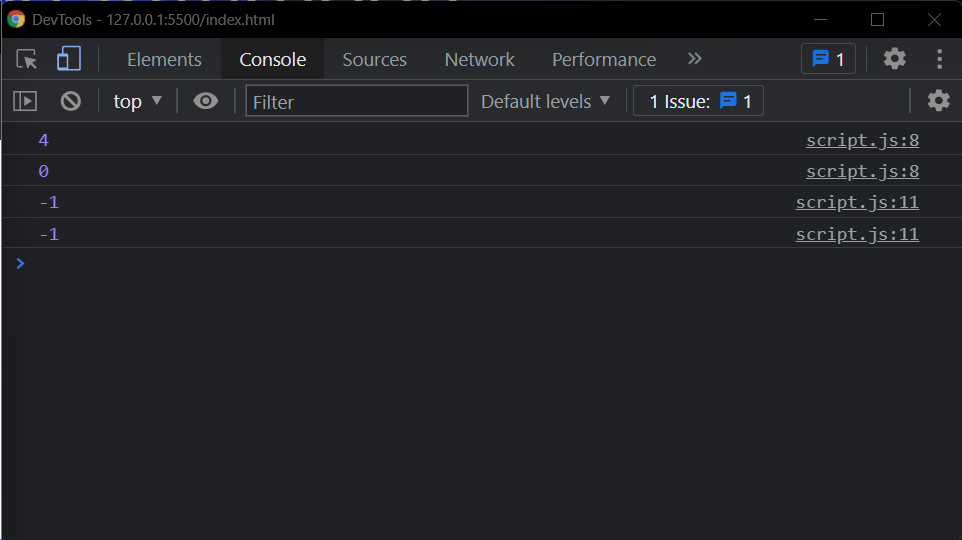 DevTools - 127.0.0.1:5500/index.html
Elements Console Sources Network Performance » 1
top ▼ Filter Default levels ▼ 1 Issue: 1
4 script.js:8
0 script.js:8
-1 script.js:11
-1 script.js:11
>